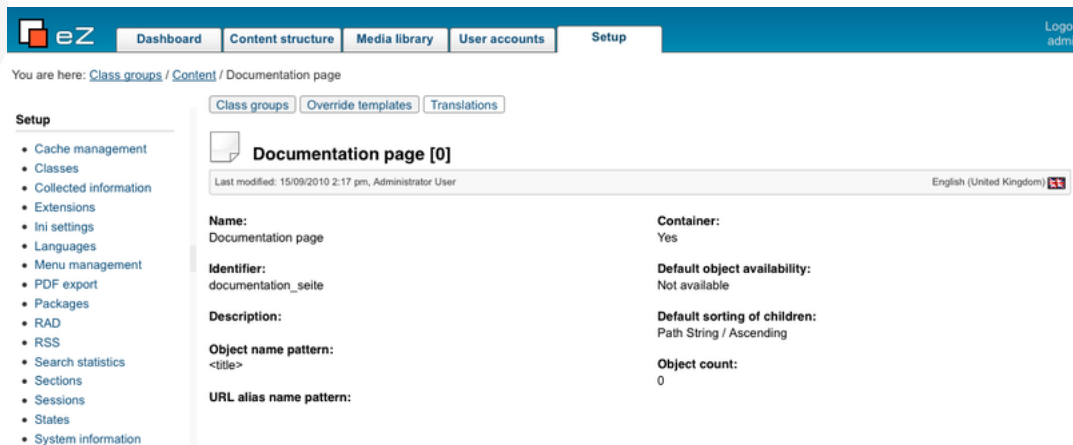 eZ
Dashboard
Content structure
Media library
User accounts
Setup
You are here: Class groups / Content / Documentation page
Class groups
Override templates
Translations
Setup
• Cache management
• Classes
• Collected information
• Extensions
• Ini settings
• Languages
• Menu management
• PDF export
• Packages
• RAD
• RSS
• Search statistics
• Sections
• Sessions
• States
• System information
Documentation page [0]
Last modified: 15/09/2010 2:17 pm, Administrator User
English (United Kingdom)
Name:
Documentation page
Identifier:
documentation_seite
Description:
Object name pattern:
<title>
URL alias name pattern:
Container:
Yes
Default object availability:
Not available
Default sorting of children:
Path String / Ascending
Object count:
0